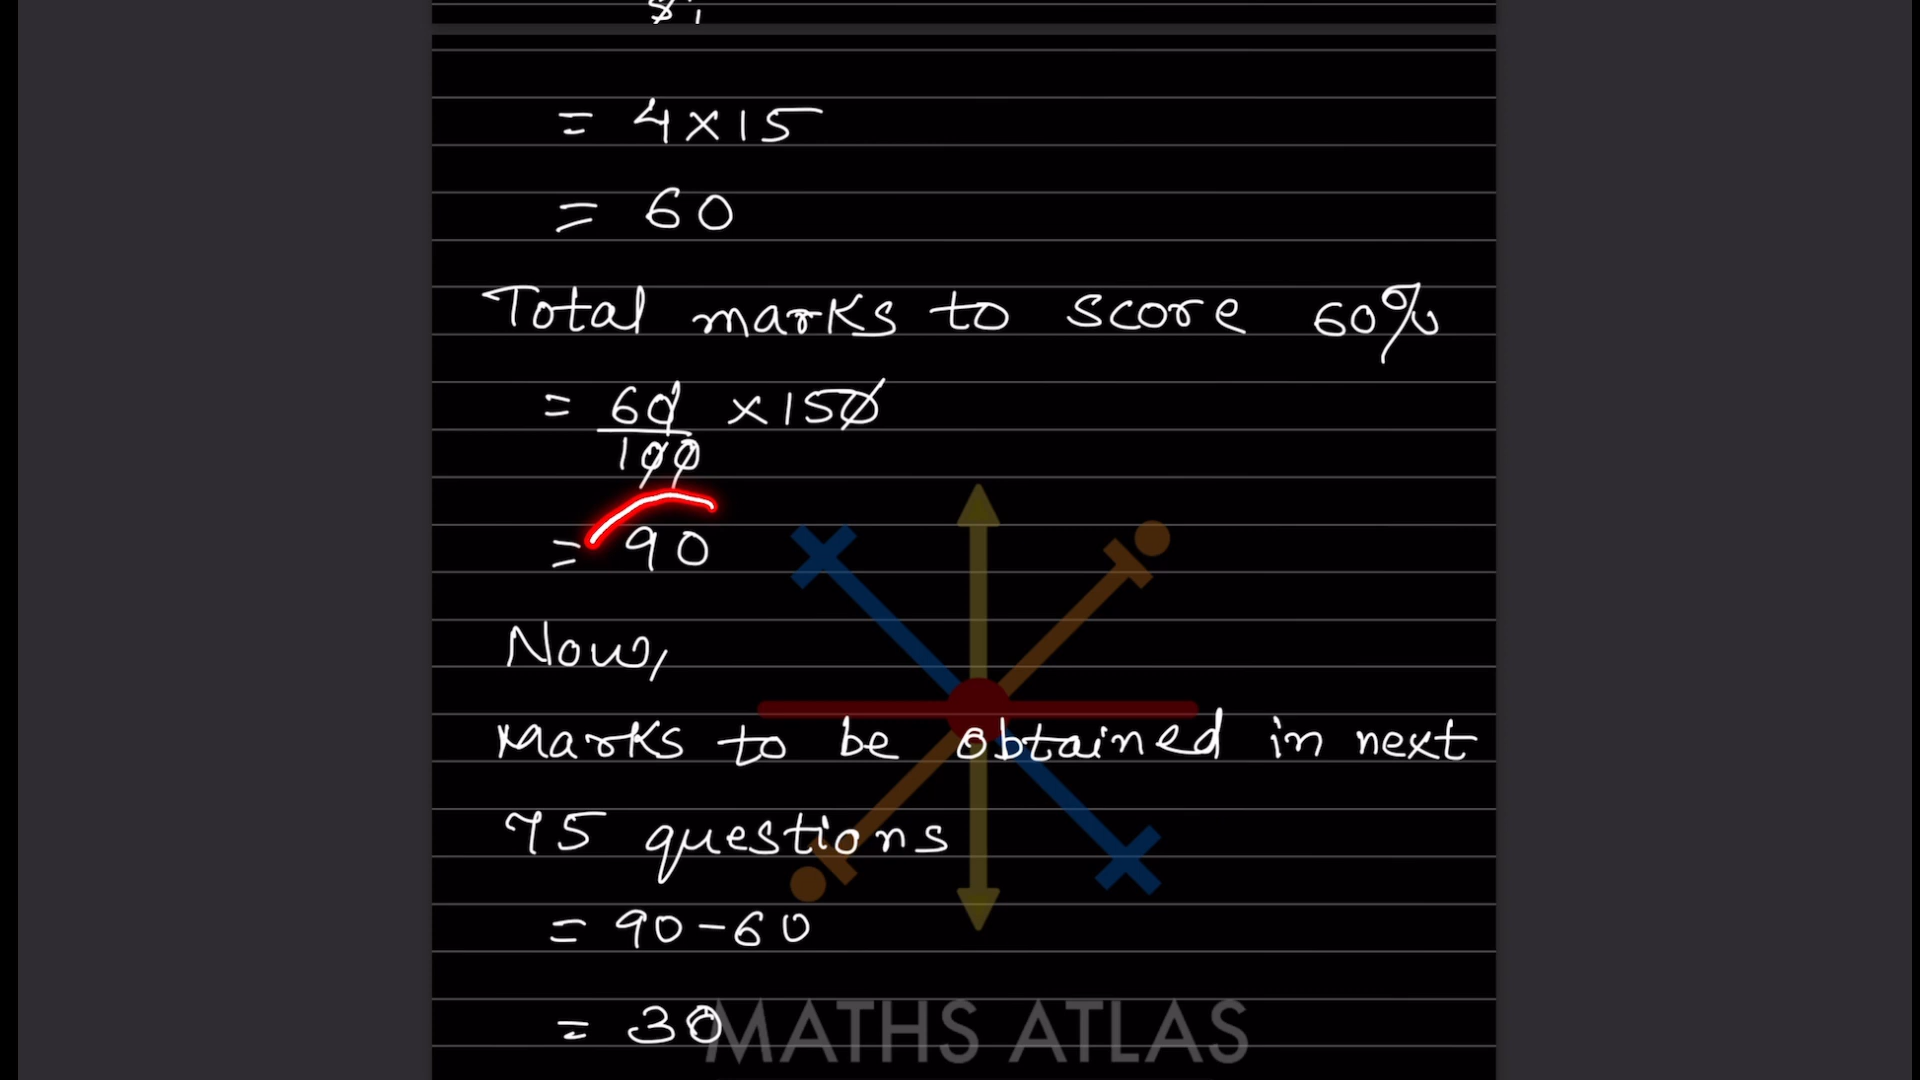 = 4×15
= 60
Total marks to score 60%
= 60/100 ×150
= 90
Now,
Marks to be obtained in next
75 questions
= 90-60
= 30
MATHS ATLAS